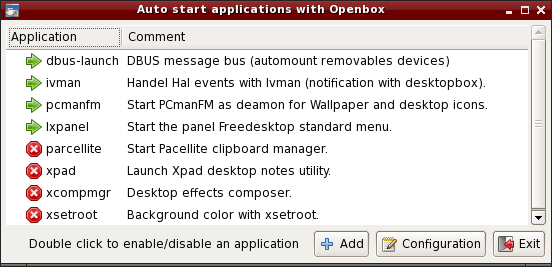 Auto start applications with Openbox
Application Comment
dbus-launch DBUS message bus (automount removables devices)
ivman Handel Hal events with Ivman (notification with desktopbox).
pcmanfm Start PCmanFM as deamon for Wallpaper and desktop icons.
lxpanel Start the panel Freedesktop standard menu.
parcellite Start Pacellite clipboard manager.
xpad Launch Xpad desktop notes utility.
xcompmgr Desktop effects composer.
xsetroot Background color with xsetroot.
Double click to enable/disable an application Add Configuration Exit